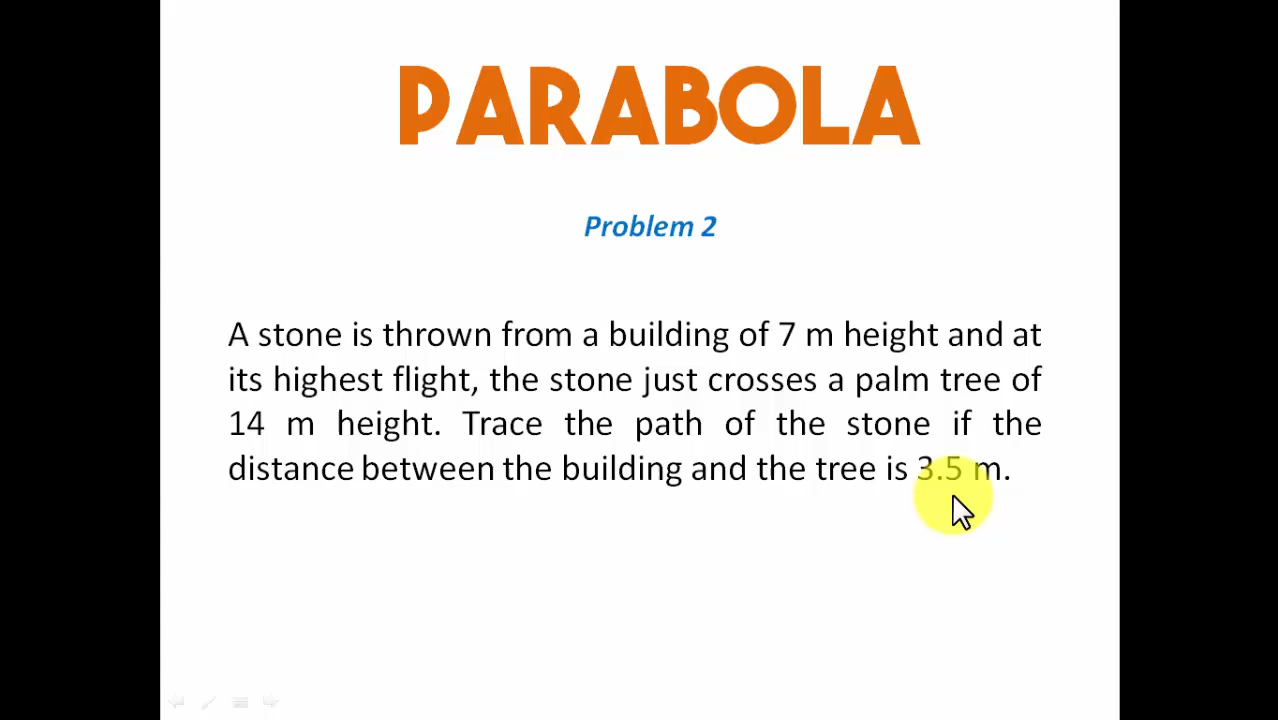 PARABOLA
Problem 2
A stone is thrown from a building of 7 m height and at
its highest flight, the stone just crosses a palm tree of
14 m height. Trace the path of the stone if the
distance between the building and the tree is 3.5 m.